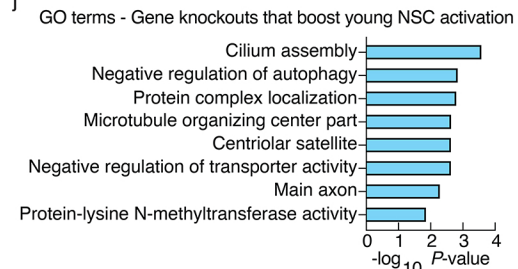 j
GO terms - Gene knockouts that boost young NSC activation
Cilium assembly
Negative regulation of autophagy
Protein complex localization
Microtubule organizing center part
Centriolar satellite
Negative regulation of transporter activity
Main axon
Protein-lysine N-methyltransferase activity
0 1 2 3 4
-log10 P-value